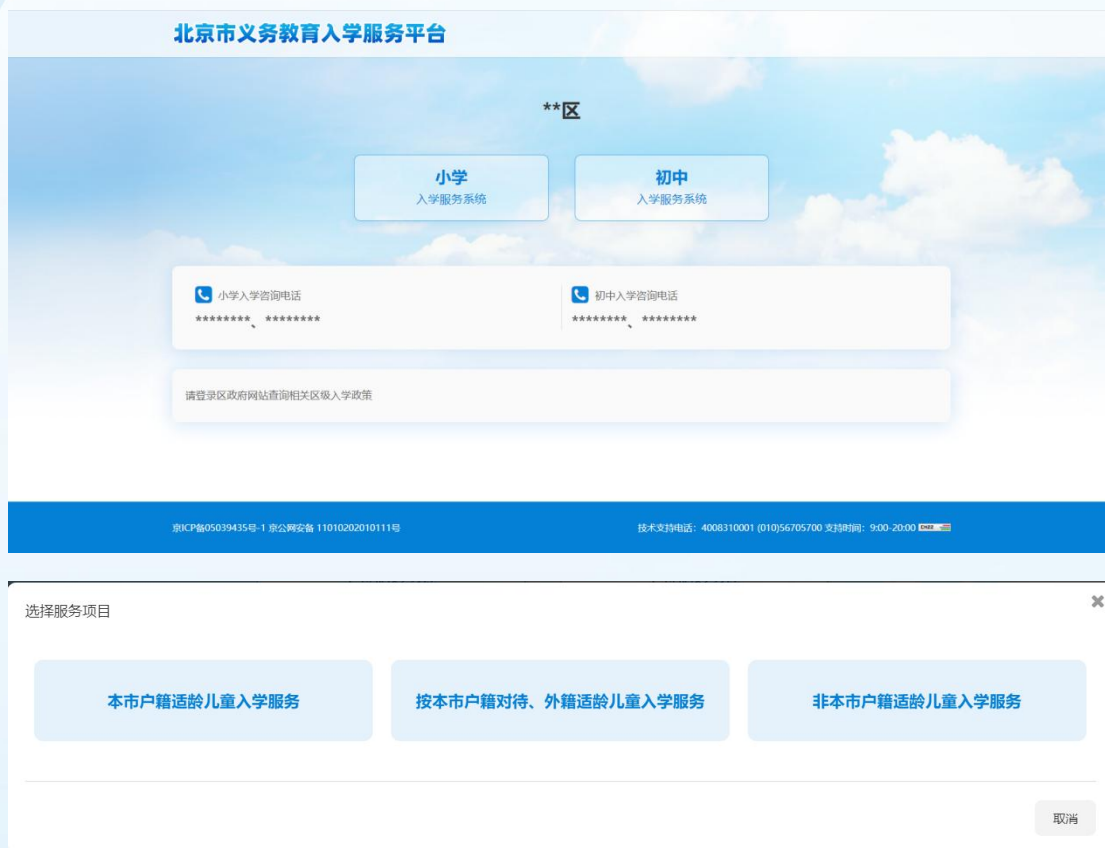 北京市义务教育入学服务平台
**区
小学
入学服务系统
初中
入学服务系统
小学入学咨询电话
********、********
初中入学咨询电话
********、********
请登录区政府网站查询相关区级入学政策
京ICP备05039435号-1 京公网安备 11010202010111号
技术支持电话：4008310001 (010)56705700 支持时间：9:00-20:00
选择服务项目
本市户籍适龄儿童入学服务
按本市户籍对待、外籍适龄儿童入学服务
非本市户籍适龄儿童入学服务
取消